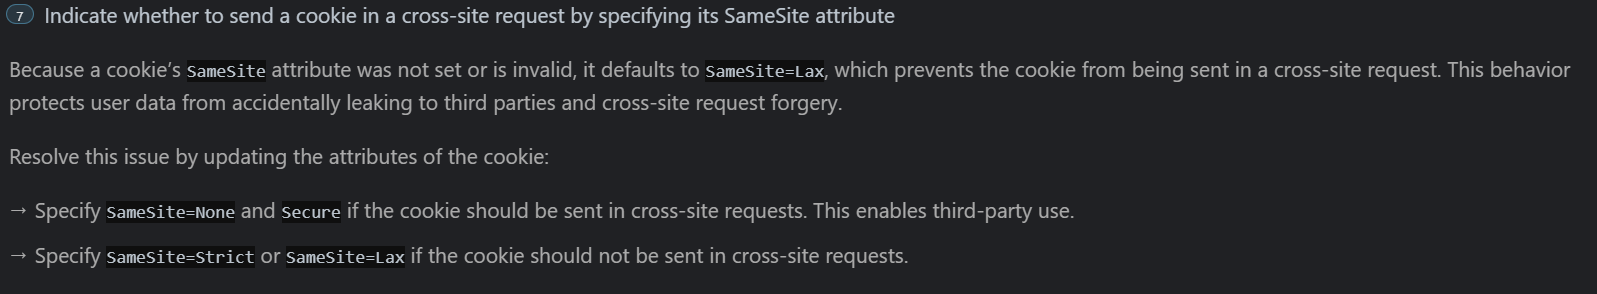 7 Indicate whether to send a cookie in a cross-site request by specifying its SameSite attribute
Because a cookie’s SameSite attribute was not set or is invalid, it defaults to SameSite=Lax, which prevents the cookie from being sent in a cross-site request. This behavior
protects user data from accidentally leaking to third parties and cross-site request forgery.
Resolve this issue by updating the attributes of the cookie:
→ Specify SameSite=None and Secure if the cookie should be sent in cross-site requests. This enables third-party use.
→ Specify SameSite=Strict or SameSite=Lax if the cookie should not be sent in cross-site requests.